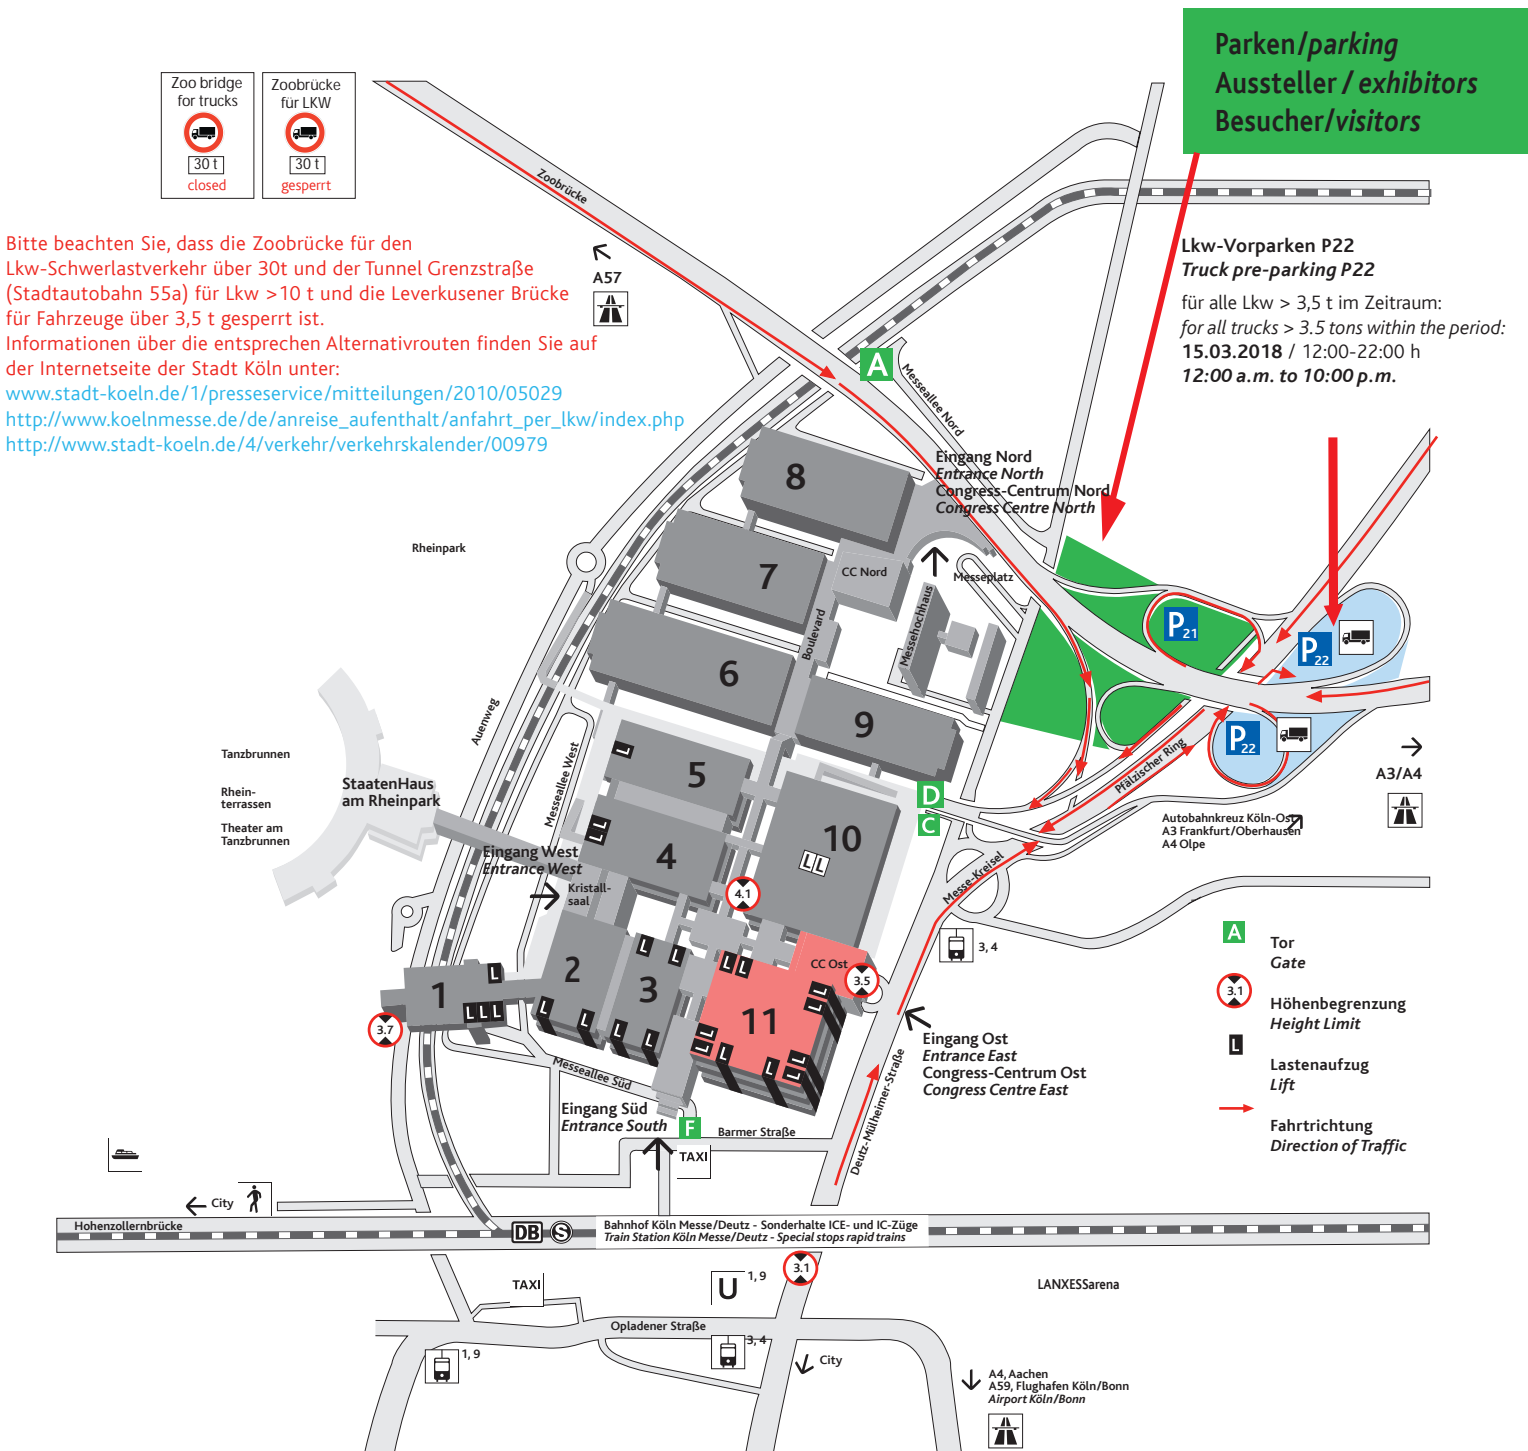 Parken/parking
Aussteller / exhibitors
Besucher/visitors
Zoo bridge
for trucks
30 t
closed
Zoobrücke
für LKW
30 t
gesperrt
Zoobrücke
Bitte beachten Sie, dass die Zoobrücke für den
Lkw-Schwerlastverkehr über 30t und der Tunnel Grenzstraße
(Stadtautobahn 55a) für Lkw >10 t und die Leverkusener Brücke
für Fahrzeuge über 3,5 t gesperrt ist.
Informationen über die entsprechen Alternativrouten finden Sie auf
der Internetseite der Stadt Köln unter:
www.stadt-koeln.de/1/presseservice/mitteilungen/2010/05029
http://www.koelnmesse.de/de/anreise_aufenthalt/anfahrt_per_lkw/index.php
http://www.stadt-koeln.de/4/verkehr/verkehrskalender/00979
A57
Lkw-Vorparken P22
Truck pre-parking P22
für alle Lkw > 3,5 t im Zeitraum:
for all trucks > 3.5 tons within the period:
15.03.2018 / 12:00-22:00 h
12:00 a.m. to 10:00 p.m.
A
Messeallee Nord
Eingang Nord
Entrance North
Congress-Centrum Nord
Congress Centre North
8
7
CC Nord
Messeplatz
Messehochhaus
Boulevard
Rheinpark
6
9
P21
P22
P22
Pfälzischer Ring
A3/A4
Autobahnkreuz Köln-Ost
A3 Frankfurt/Oberhausen
A4 Olpe
Auenweg
Messeallee West
Tanzbrunnen
Rhein-
terrassen
Theater am
Tanzbrunnen
StaatenHaus
am Rheinpark
L
5
D
C
10
L L
L
L
4
4.1
Eingang West
Entrance West
Kristall-
saal
Messe-Kreisel
3, 4
2
L
L
3
L L
CC Ost
3.5
1
L
L L L
3.7
L
L
L
L
11
L
L
L
L
L
L
L
L
L
Messeallee Süd
Eingang Ost
Entrance East
Congress-Centrum Ost
Congress Centre East
Deutz-Mülheimer-Straße
A
Tor
Gate
3.1
Höhenbegrenzung
Height Limit
L
Lastenaufzug
Lift
Fahrtrichtung
Direction of Traffic
Eingang Süd
Entrance South
F
Barmer Straße
TAXI
City
Hohenzollernbrücke
DB
S
Bahnhof Köln Messe/Deutz - Sonderhalte ICE- und IC-Züge
Train Station Köln Messe/Deutz - Special stops rapid trains
3.1
TAXI
U 1, 9
LANXESSarena
Opladener Straße
1, 9
3, 4
City
A4, Aachen
A59, Flughafen Köln/Bonn
Airport Köln/Bonn